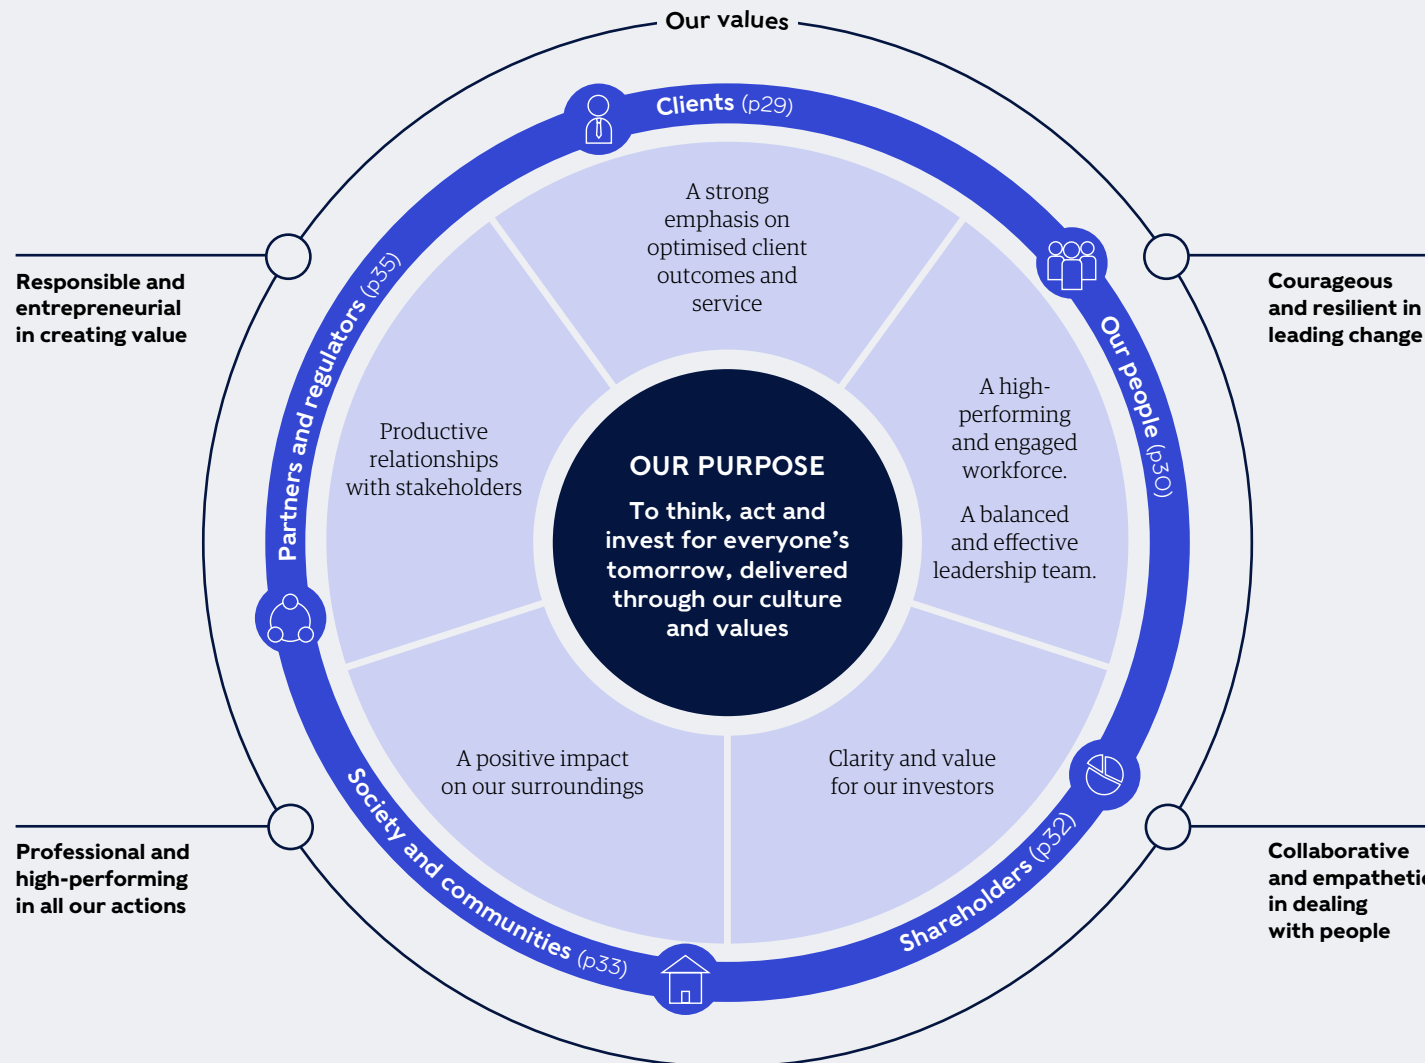 Our values
Clients (p29)
A strong
emphasis on
optimised client
outcomes and
service
Responsible and
entrepreneurial
in creating value
Courageous
and resilient in
leading change
Partners and regulators (p35)
Our people (p30)
Productive
relationships
with stakeholders
A high-
performing
and engaged
workforce.
A balanced
and effective
leadership team.
OUR PURPOSE
To think, act and
invest for everyone’s
tomorrow, delivered
through our culture
and values
A positive impact
on our surroundings
Clarity and value
for our investors
Society and communities (p33)
Shareholders (p32)
Professional and
high-performing
in all our actions
Collaborative
and empathetic
in dealing
with people